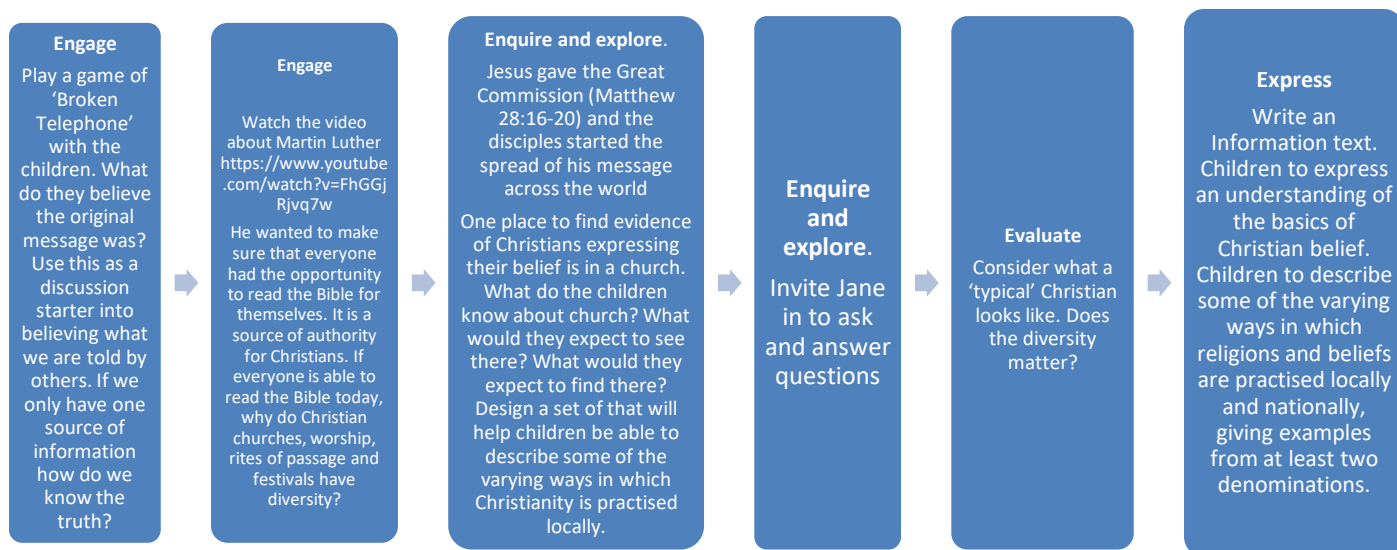 Engage
Play a game of
‘Broken
Telephone’
with the
children. What
do they believe
the original
message was?
Use this as a
discussion
starter into
believing what
we are told by
others. If we
only have one
source of
information
how do we
know the
truth?
Engage
Watch the video
about Martin Luther
https://www.youtube
.com/watch?v=FhGGj
Rjvq7w
He wanted to make
sure that everyone
had the opportunity
to read the Bible for
themselves. It is a
source of authority
for Christians. If
everyone is able to
read the Bible today,
why do Christian
churches, worship,
rites of passage and
festivals have
diversity?
Enquire and explore.
Jesus gave the Great
Commission (Matthew
28:16-20) and the
disciples started the
spread of his message
across the world
One place to find evidence
of Christians expressing
their belief is in a church.
What do the children
know about church? What
would they expect to see
there? What would they
expect to find there?
Design a set of that will
help children be able to
describe some of the
varying ways in which
Christianity is practised
locally.
Enquire
and
explore.
Invite Jane
in to ask
and answer
questions
Evaluate
Consider what a
‘typical’ Christian
looks like. Does
the diversity
matter?
Express
Write an
Information text.
Children to express
an understanding of
the basics of
Christian belief.
Children to describe
some of the varying
ways in which
religions and beliefs
are practised locally
and nationally,
giving examples
from at least two
denominations.